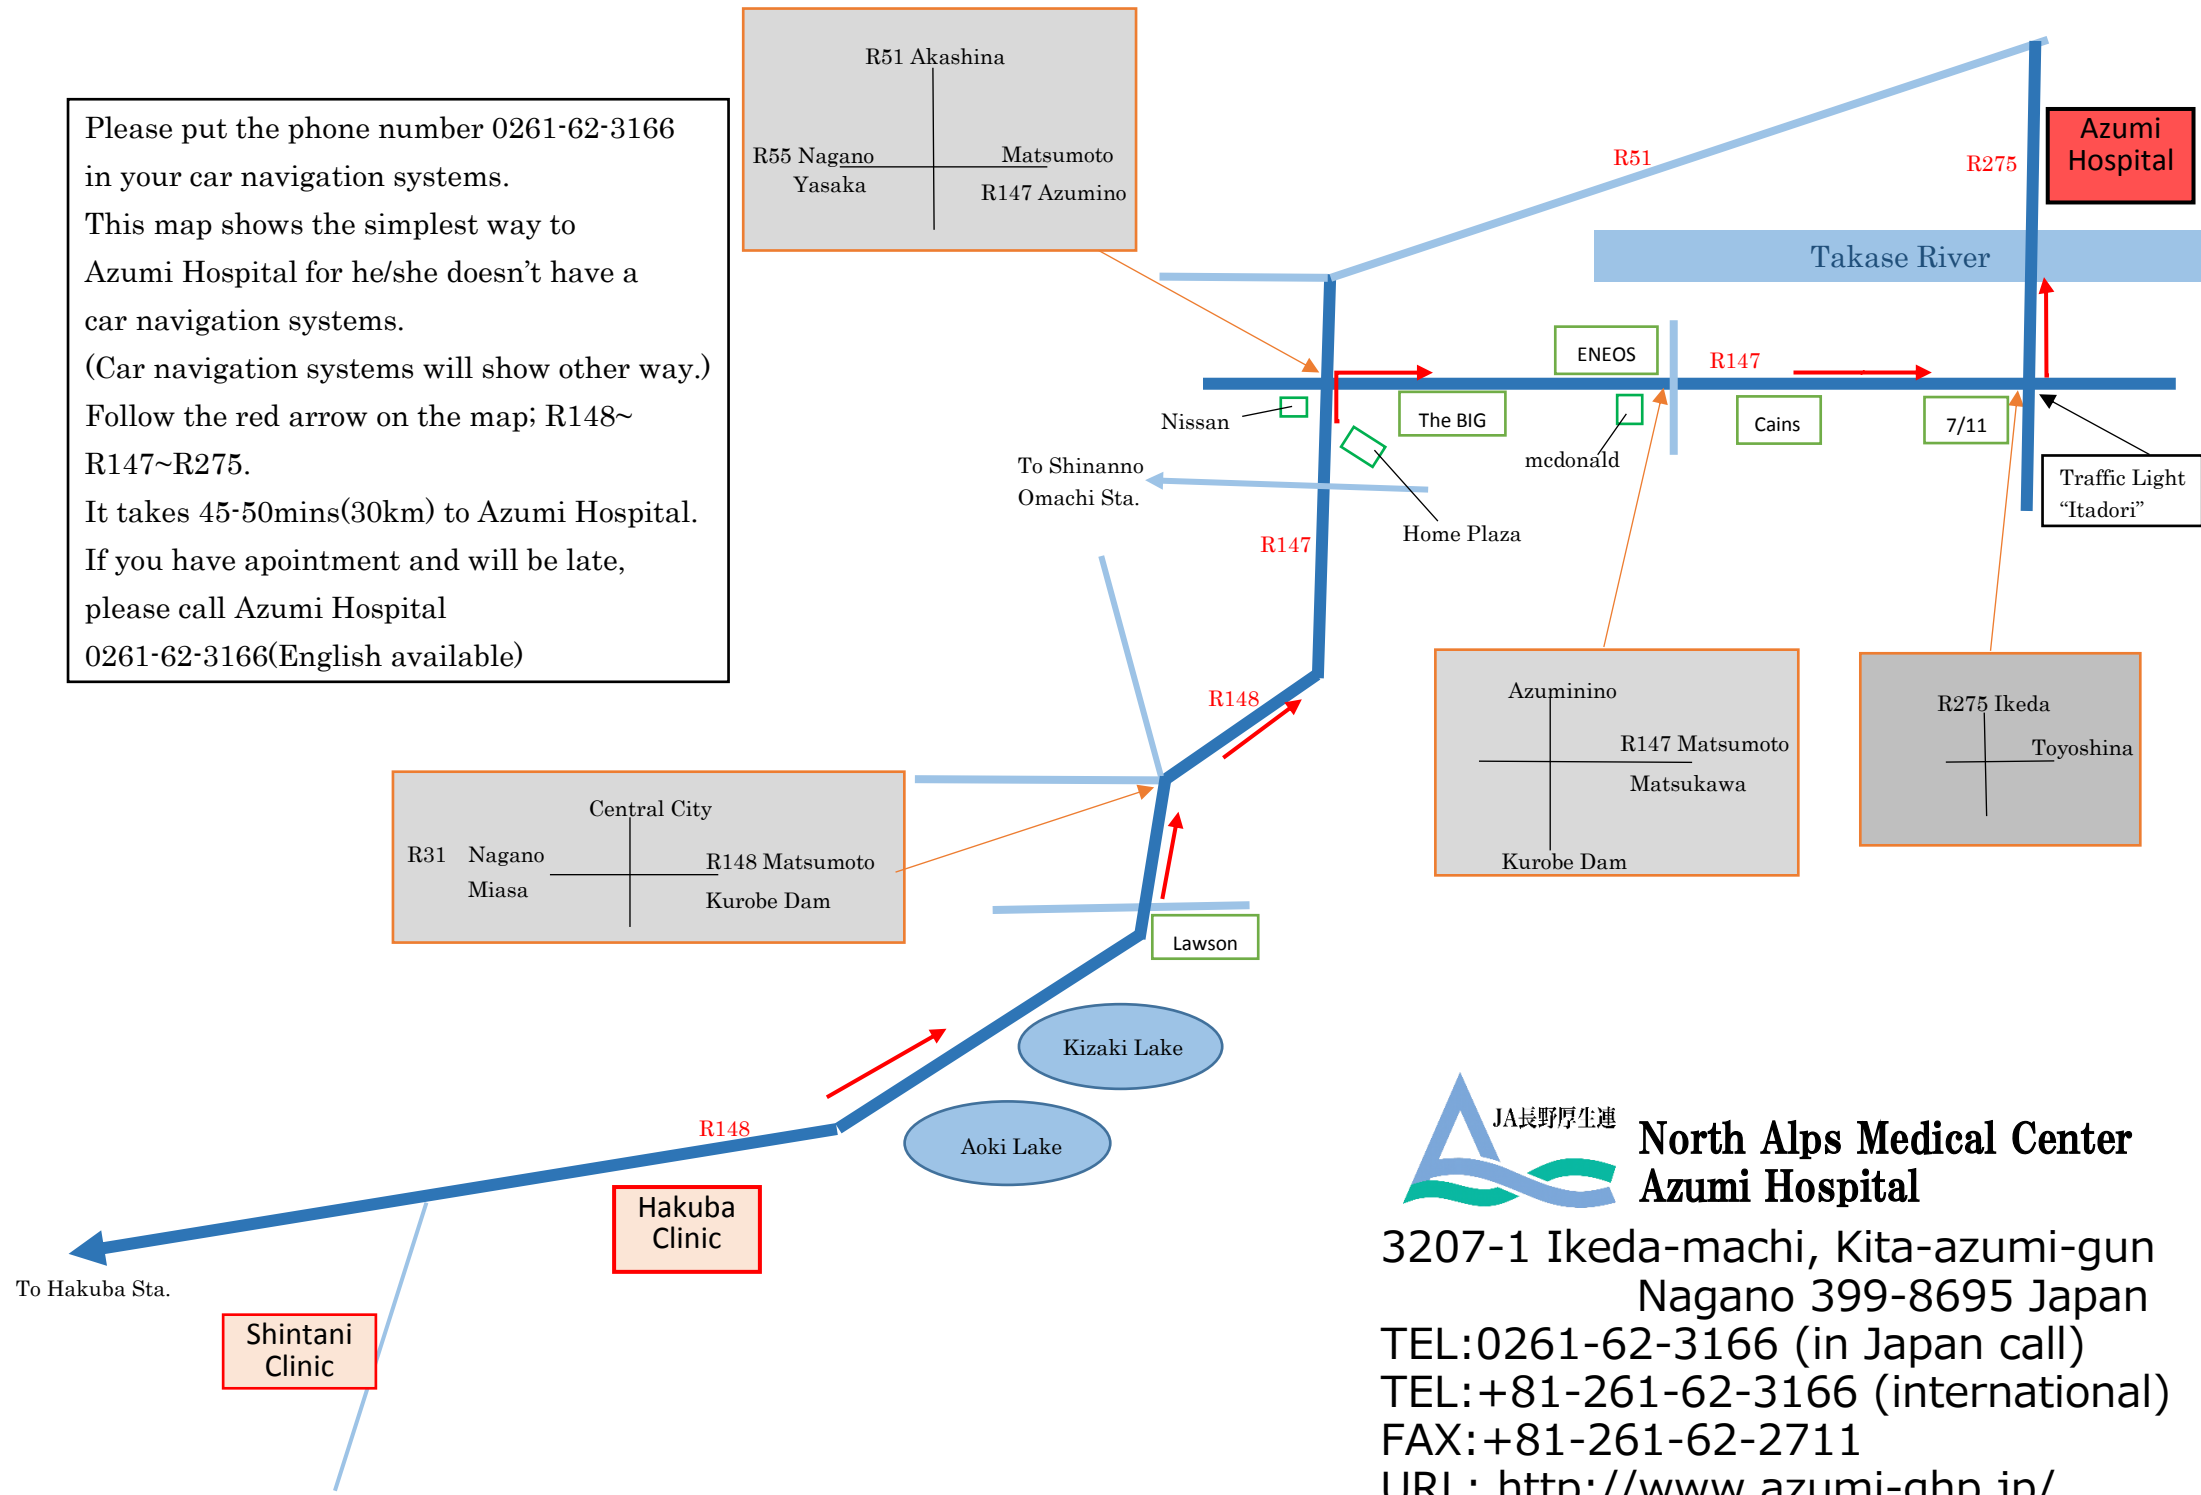 Please put the phone number 0261-62-3166
in your car navigation systems.
This map shows the simplest way to
Azumi Hospital for he/she doesn’t have a
car navigation systems.
(Car navigation systems will show other way.)
Follow the red arrow on the map; R148~
R147~R275.
It takes 45-50mins(30km) to Azumi Hospital.
If you have apointment and will be late,
please call Azumi Hospital
0261-62-3166(English available)
R51 Akashina
R55 Nagano
Yasaka
Matsumoto
R147 Azumino
R51
R275
Azumi
Hospital
Takase River
ENEOS
R147
Nissan
The BIG
mcdonald
Cains
7/11
To Shinanno
Omachi Sta.
Home Plaza
Traffic Light
“Itadori”
R147
R148
Azuminino
R147 Matsumoto
Matsukawa
Kurobe Dam
R275 Ikeda
Toyoshina
Central City
R31 Nagano
Miasa
R148 Matsumoto
Kurobe Dam
Lawson
Kizaki Lake
Aoki Lake
R148
Hakuba
Clinic
To Hakuba Sta.
Shintani
Clinic
JA長野厚生連
North Alps Medical Center
Azumi Hospital
3207-1 Ikeda-machi, Kita-azumi-gun
Nagano 399-8695 Japan
TEL:0261-62-3166 (in Japan call)
TEL:+81-261-62-3166 (international)
FAX:+81-261-62-2711
URL: http://www.azumi-ghp.jp/